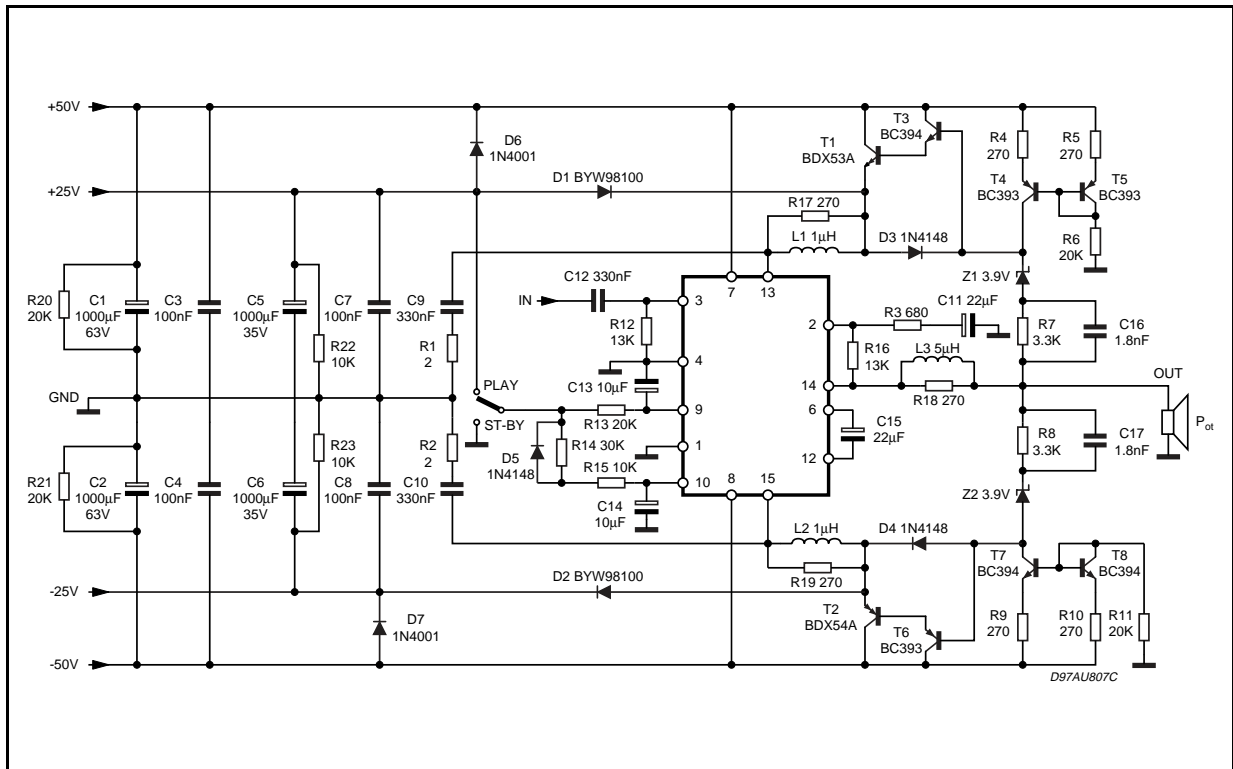 +50V
+25V
GND
-25V
-50V
D6
1N4001
D1 BYW98100
T1
BDX53A
T3
BC394
R4
270
R5
270
T4
BC393
T5
BC393
R6
20K
R17 270
L1 1µH
D3 1N4148
Z1 3.9V
R20
20K
C1
1000µF
63V
C3
100nF
C5
1000µF
35V
C7
100nF
C9
330nF
R22
10K
R1
2
C12 330nF
IN
R12
13K
C13 10µF
PLAY
ST-BY
R13 20K
R14 30K
D5
1N4148
R15 10K
C14
10µF
3
4
9
1
10
7
13
2
14
6
12
8
15
R3 680
C11 22µF
R16
13K
L3 5µH
R18 270
C15
22µF
R7
3.3K
C16
1.8nF
OUT
Pot
R8
3.3K
C17
1.8nF
Z2 3.9V
R21
20K
C2
1000µF
63V
C4
100nF
R23
10K
C6
1000µF
35V
C8
100nF
R2
2
C10
330nF
L2 1µH
D4 1N4148
R19 270
D2 BYW98100
D7
1N4001
T2
BDX54A
T6
BC393
T7
BC394
T8
BC394
R9
270
R10
270
R11
20K
D97AU807C